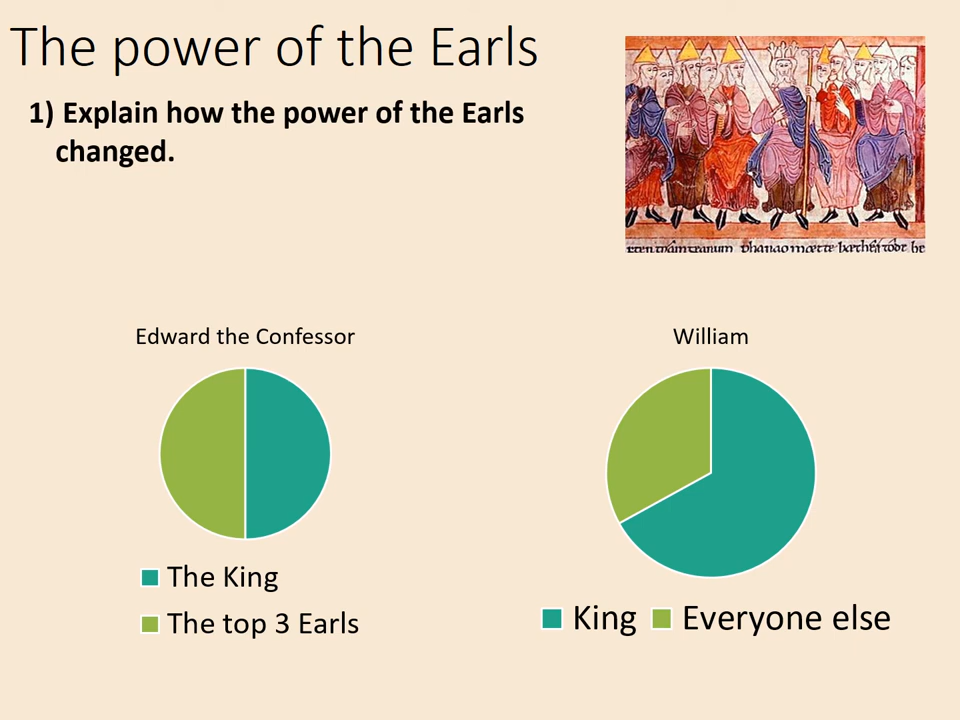 The power of the Earls
1) Explain how the power of the Earls
changed.
Edward the Confessor
The King
The top 3 Earls
William
King
Everyone else